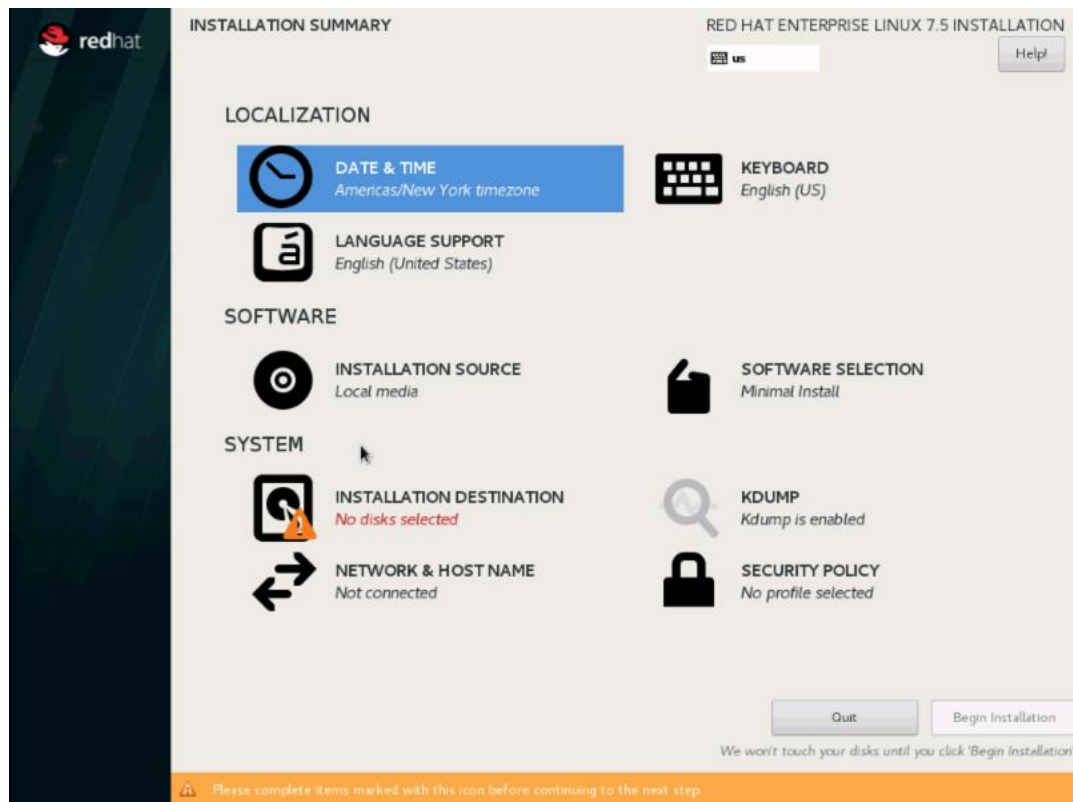 redhat
INSTALLATION SUMMARY
RED HAT ENTERPRISE LINUX 7.5 INSTALLATION
us
Help!
LOCALIZATION
DATE & TIME
Americas/New York timezone
KEYBOARD
English (US)
á
LANGUAGE SUPPORT
English (United States)
SOFTWARE
INSTALLATION SOURCE
Local media
SOFTWARE SELECTION
Minimal Install
SYSTEM
INSTALLATION DESTINATION
No disks selected
KDUMP
Kdump is enabled
NETWORK & HOST NAME
Not connected
SECURITY POLICY
No profile selected
Quit
Begin Installation
We won't touch your disks until you click 'Begin Installation'
Please complete items marked with this icon before continuing to the next step.